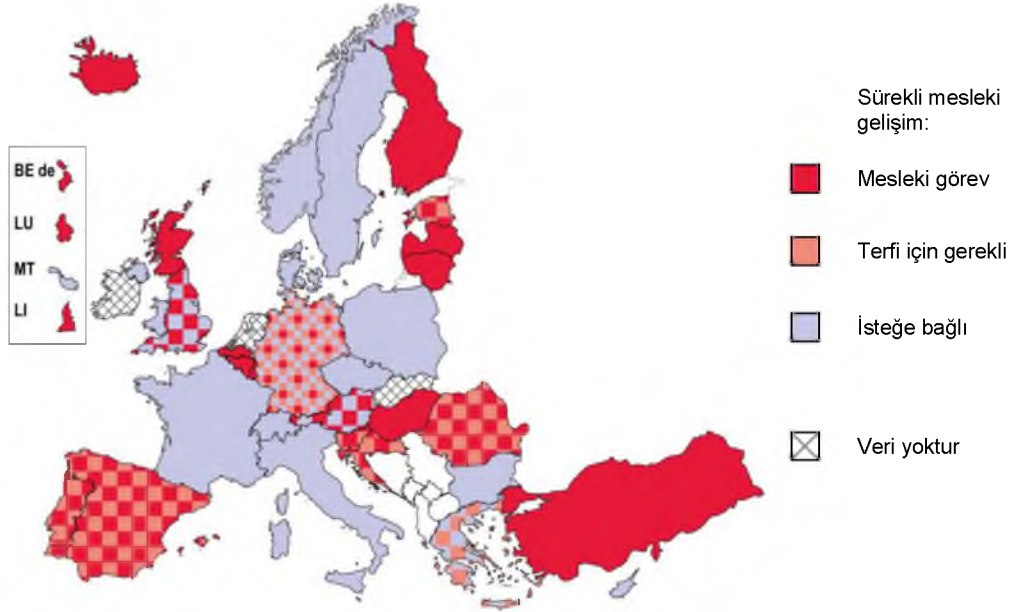 BE de
LU
MT
LI
Sürekli mesleki
gelişim:
Mesleki görev
Terfi için gerekli
İsteğe bağlı
Veri yoktur